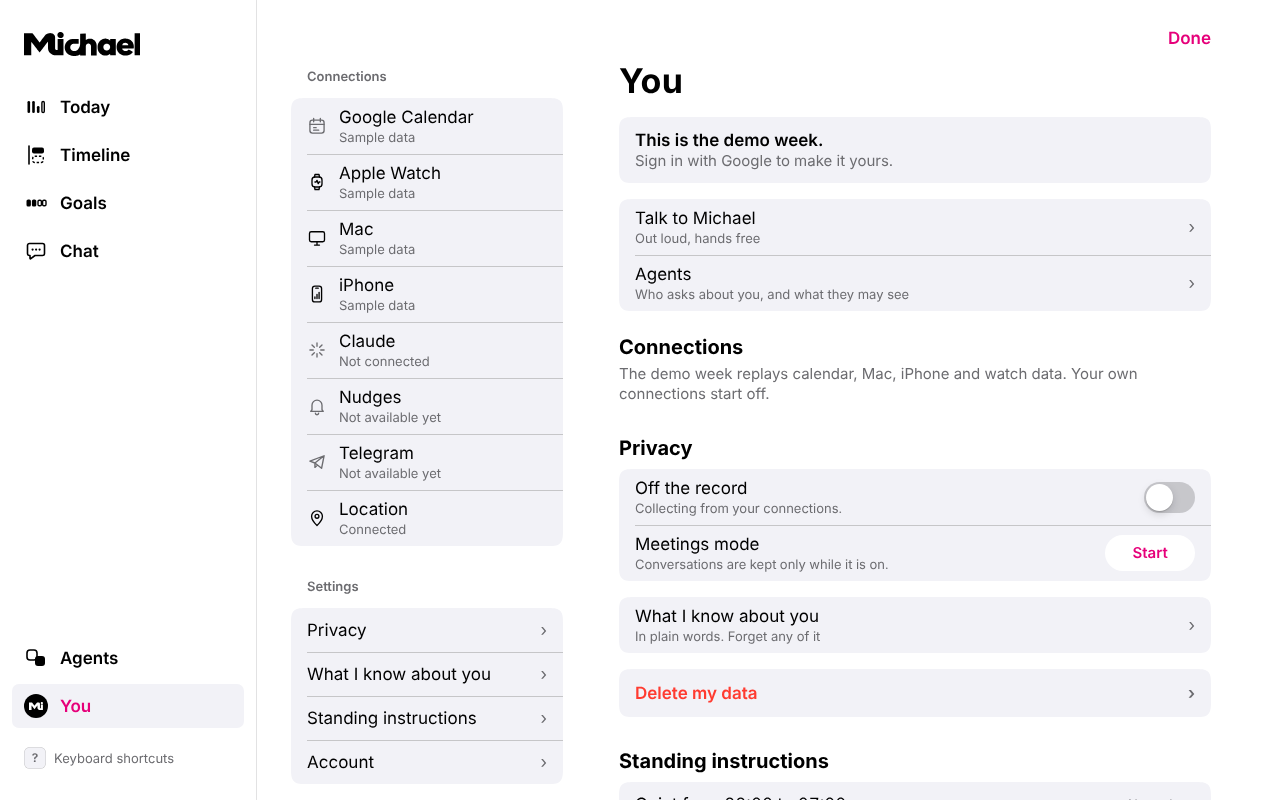 Michael
Today
Timeline
Goals
Chat
Agents
Mi
You
? Keyboard shortcuts
Connections
Google Calendar
Sample data
Apple Watch
Sample data
Mac
Sample data
iPhone
Sample data
Claude
Not connected
Nudges
Not available yet
Telegram
Not available yet
Location
Connected
Settings
Privacy
What I know about you
Standing instructions
Account
Done
You
This is the demo week.
Sign in with Google to make it yours.
Talk to Michael
Out loud, hands free
Agents
Who asks about you, and what they may see
Connections
The demo week replays calendar, Mac, iPhone and watch data. Your own
connections start off.
Privacy
Off the record
Collecting from your connections.
Meetings mode
Conversations are kept only while it is on.
Start
What I know about you
In plain words. Forget any of it
Delete my data
Standing instructions